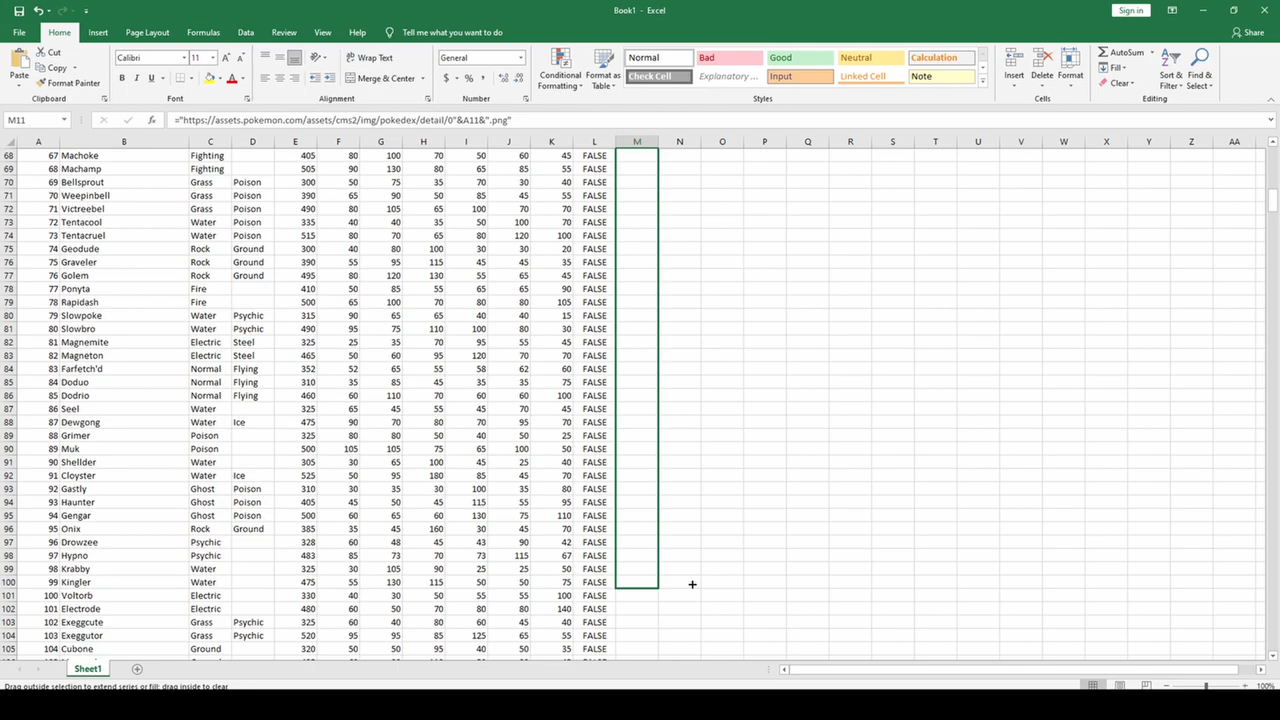 Book1 - Excel
Sign in
File Home Insert Page Layout Formulas Data Review View Help Tell me what you want to do Share
Paste Cut Copy Format Painter Clipboard
Calibri 11 A A B I U A Font
Wrap Text Merge & Center Alignment
General $ % , Number
Conditional Formatting Format as Table
Normal Bad Good Neutral Calculation
Check Cell Explanatory ... Input Linked Cell Note
Styles
Insert Delete Format Cells
AutoSum Fill Clear Sort & Filter Find & Select Editing
M11 fx ="https://assets.pokemon.com/assets/cms2/img/pokedex/detail/0"&A11&".png"
A B C D E F G H I J K L M N O P Q R S T U V W X Y Z AA
68 67 Machoke Fighting 405 80 100 70 50 60 45 FALSE
69 68 Machamp Fighting 505 90 130 80 65 85 55 FALSE
70 69 Bellsprout Grass Poison 300 50 75 35 70 30 40 FALSE
71 70 Weepinbell Grass Poison 390 65 90 50 85 45 55 FALSE
72 71 Victreebel Grass Poison 490 80 105 65 100 70 70 FALSE
73 72 Tentacool Water Poison 335 40 40 35 50 100 70 FALSE
74 73 Tentacruel Water Poison 515 80 70 65 80 120 100 FALSE
75 74 Geodude Rock Ground 300 40 80 100 30 30 20 FALSE
76 75 Graveler Rock Ground 390 55 95 115 45 45 35 FALSE
77 76 Golem Rock Ground 495 80 120 130 55 65 45 FALSE
78 77 Ponyta Fire 410 50 85 55 65 65 90 FALSE
79 78 Rapidash Fire 500 65 100 70 80 80 105 FALSE
80 79 Slowpoke Water Psychic 315 90 65 65 40 40 15 FALSE
81 80 Slowbro Water Psychic 490 95 75 110 100 80 30 FALSE
82 81 Magnemite Electric Steel 325 25 35 70 95 55 45 FALSE
83 82 Magneton Electric Steel 465 50 60 95 120 70 70 FALSE
84 83 Farfetch'd Normal Flying 352 52 65 55 58 62 60 FALSE
85 84 Doduo Normal Flying 310 35 85 45 35 35 75 FALSE
86 85 Dodrio Normal Flying 460 60 110 70 60 60 100 FALSE
87 86 Seel Water 325 65 45 55 45 70 45 FALSE
88 87 Dewgong Water Ice 475 90 70 80 70 95 70 FALSE
89 88 Grimer Poison 325 80 80 50 40 50 25 FALSE
90 89 Muk Poison 500 105 105 75 65 100 50 FALSE
91 90 Shellder Water 305 30 65 100 45 25 40 FALSE
92 91 Cloyster Water Ice 525 50 95 180 85 45 70 FALSE
93 92 Gastly Ghost Poison 310 30 35 30 100 35 80 FALSE
94 93 Haunter Ghost Poison 405 45 50 45 115 55 95 FALSE
95 94 Gengar Ghost Poison 500 60 65 60 130 75 110 FALSE
96 95 Onix Rock Ground 385 35 45 160 30 45 70 FALSE
97 96 Drowzee Psychic 328 60 48 45 43 90 42 FALSE
98 97 Hypno Psychic 483 85 73 70 73 115 67 FALSE
99 98 Krabby Water 325 30 105 90 25 25 50 FALSE
100 99 Kingler Water 475 55 130 115 50 50 75 FALSE
101 100 Voltorb Electric 330 40 30 50 55 55 100 FALSE
102 101 Electrode Electric 480 60 50 70 80 80 140 FALSE
103 102 Exeggcute Grass Psychic 325 60 40 80 60 45 40 FALSE
104 103 Exeggutor Grass Psychic 520 95 95 85 125 65 55 FALSE
105 104 Cubone Ground 320 50 50 95 40 50 35 FALSE
Sheet1
Drag outside selection to extend series or fill; drag inside to clear
100%